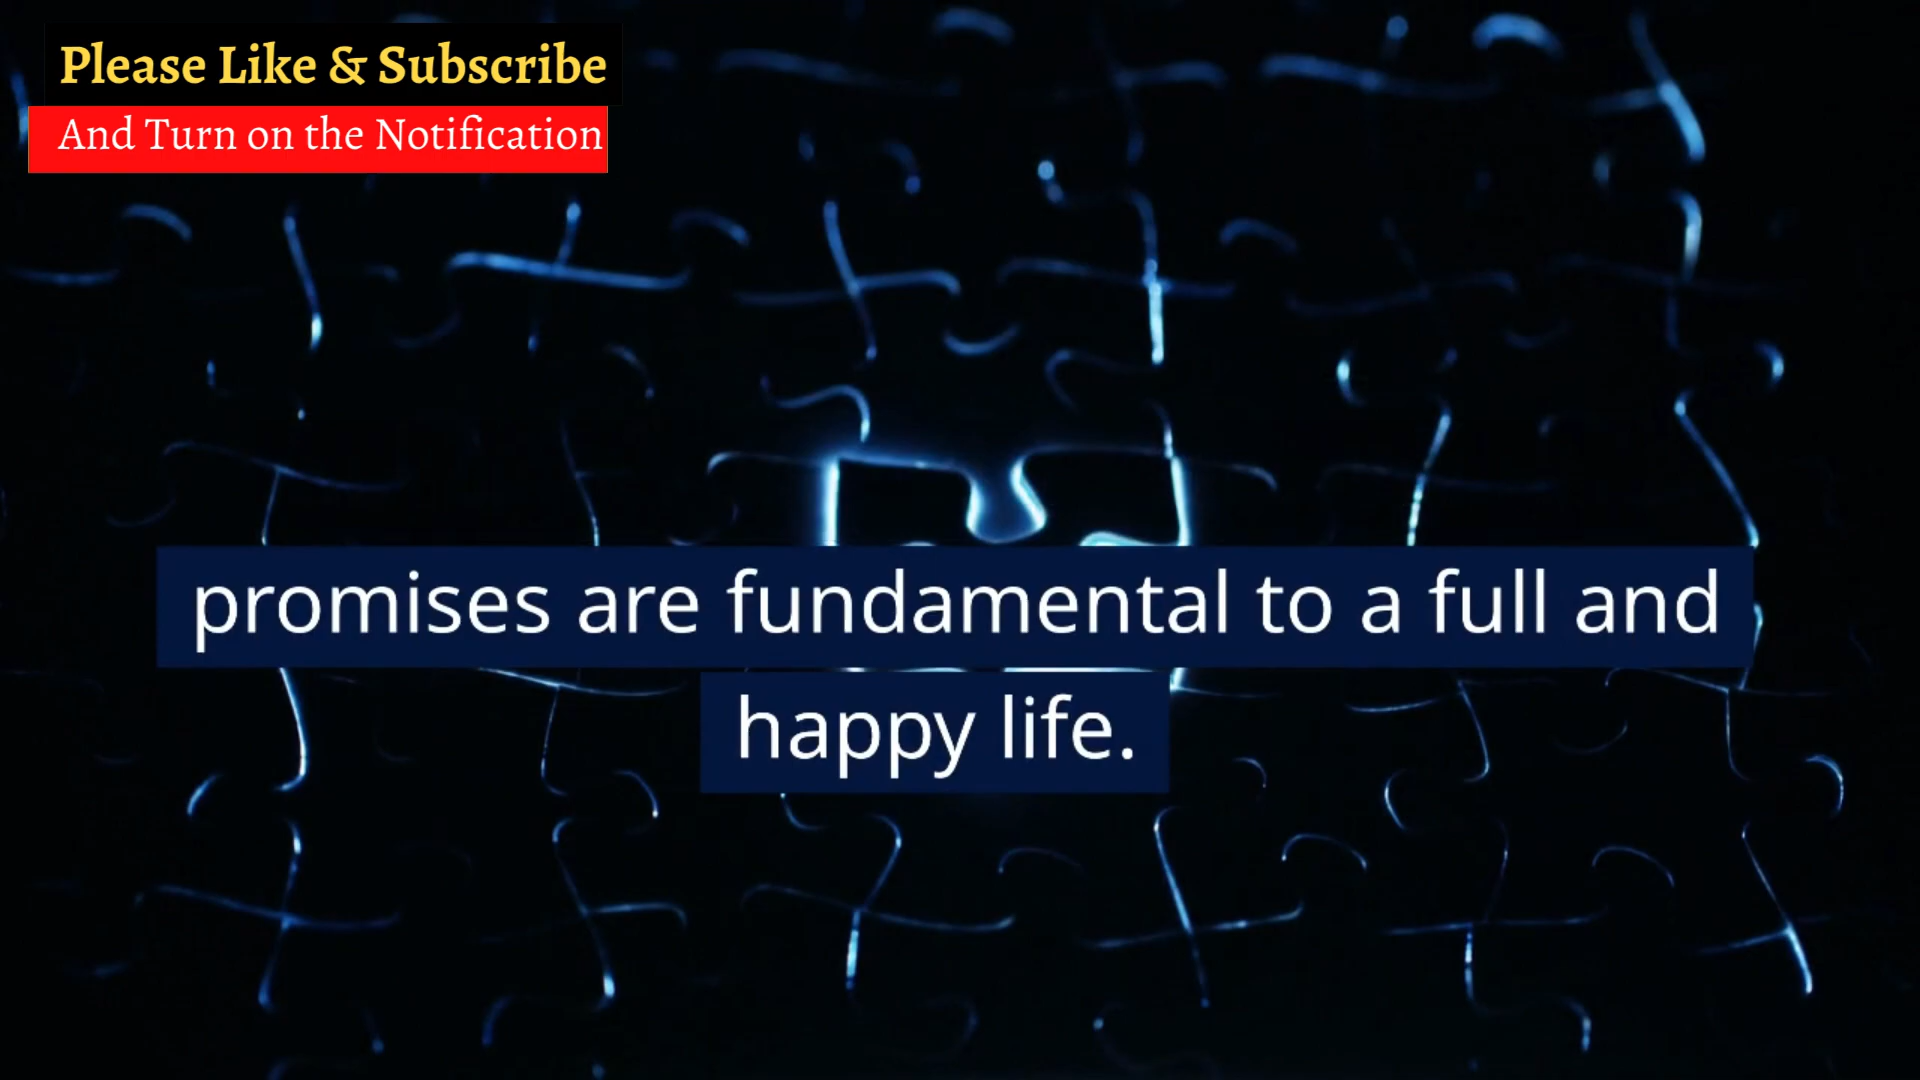 Please Like & Subscribe
And Turn on the Notification
promises are fundamental to a full and
happy life.